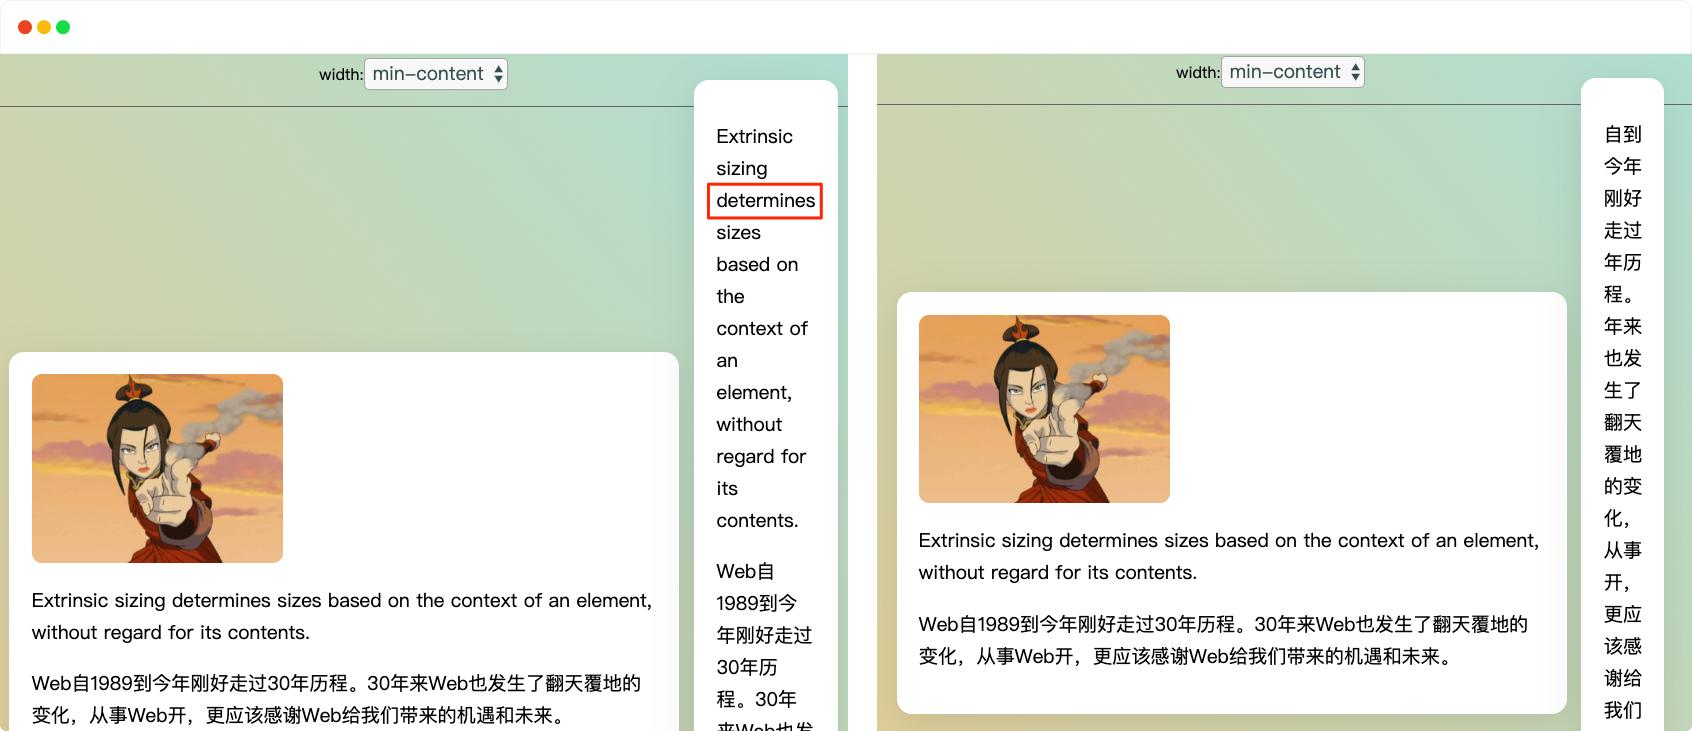 width: min-content
Extrinsic
sizing
determines
sizes
based on
the
context of
an
element,
without
regard for
its
contents.
Web自
1989到今
年刚好走过
30年历
程。30年
来Web也发
Extrinsic sizing determines sizes based on the context of an element,
without regard for its contents.
Web自1989到今年刚好走过30年历程。30年来Web也发生了翻天覆地的
变化，从事Web开，更应该感谢Web给我们带来的机遇和未来。
width: min-content
自到
今年
刚好
走过
年历
程。
年来
也发
生了
翻天
覆地
的变
化，
从事
开，
更应
该感
谢给
我们
Extrinsic sizing determines sizes based on the context of an element,
without regard for its contents.
Web自1989到今年刚好走过30年历程。30年来Web也发生了翻天覆地的
变化，从事Web开，更应该感谢Web给我们带来的机遇和未来。